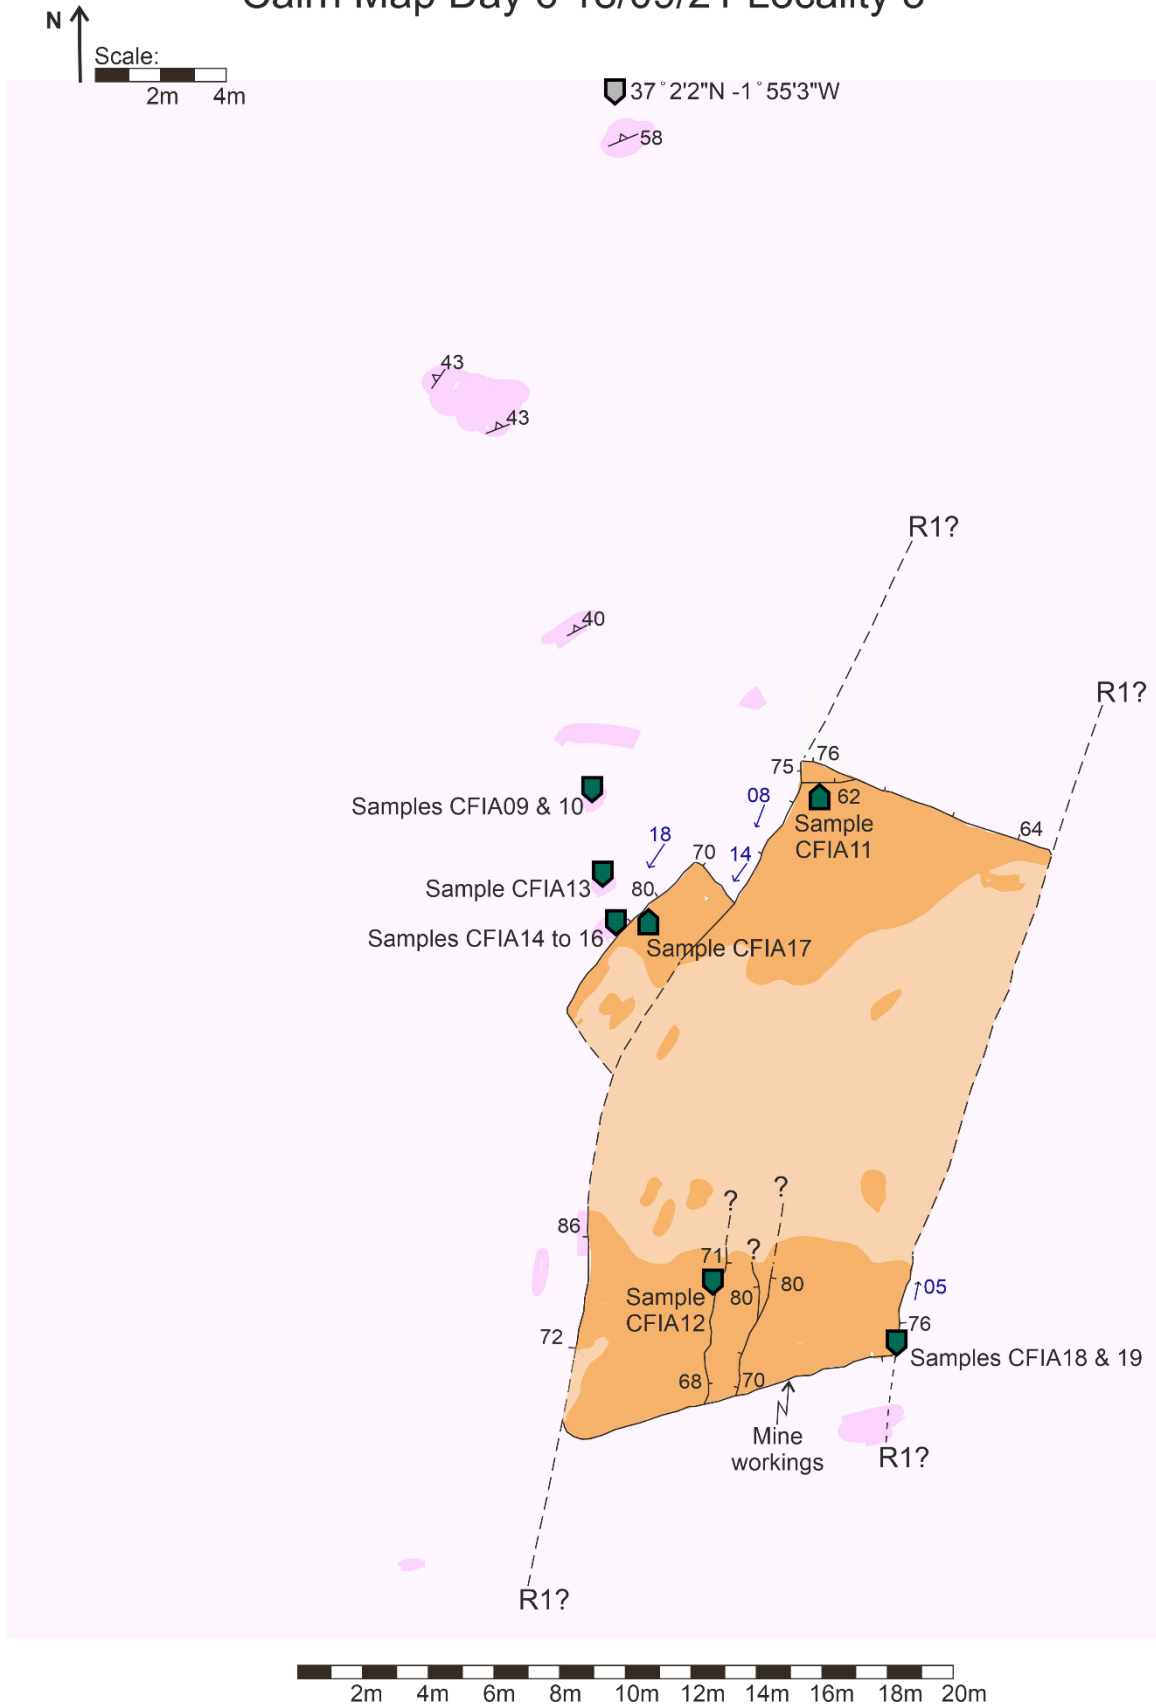 Map Day Locality
N
Scale:
2m 4m
37°2'2"N -1°55'3"W
58
43
43
R1?
40
R1?
76
75
08
62
Sample
CFIA11
Samples CFIA09 & 10
64
18
70
14
Sample CFIA13
80
Samples CFIA14 to 16
Sample CFIA17
?
?
86
?
71
80
80
05
Sample
CFIA12
76
72
Samples CFIA18 & 19
68
70
Mine
workings
R1?
R1?
2m 4m 6m 8m 10m 12m 14m 16m 18m 20m